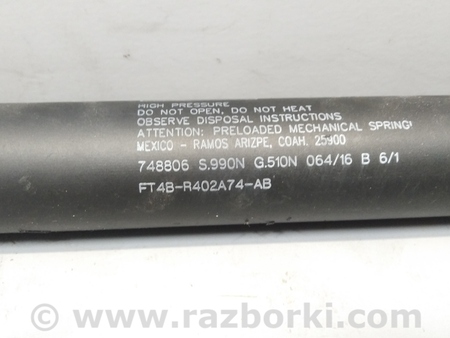 HIGH PRESSURE
DO NOT OPEN, DO NOT HEAT
OBSERVE DISPOSAL INSTRUCTIONS
ATTENTION: PRELOADED MECHANICAL SPRING!
MEXICO - RAMOS ARIZPE, COAH. 25900
748806 S.990N G.510N 064/16 B 6/1
FT4B-R402A74-AB
© www.razborki.com/